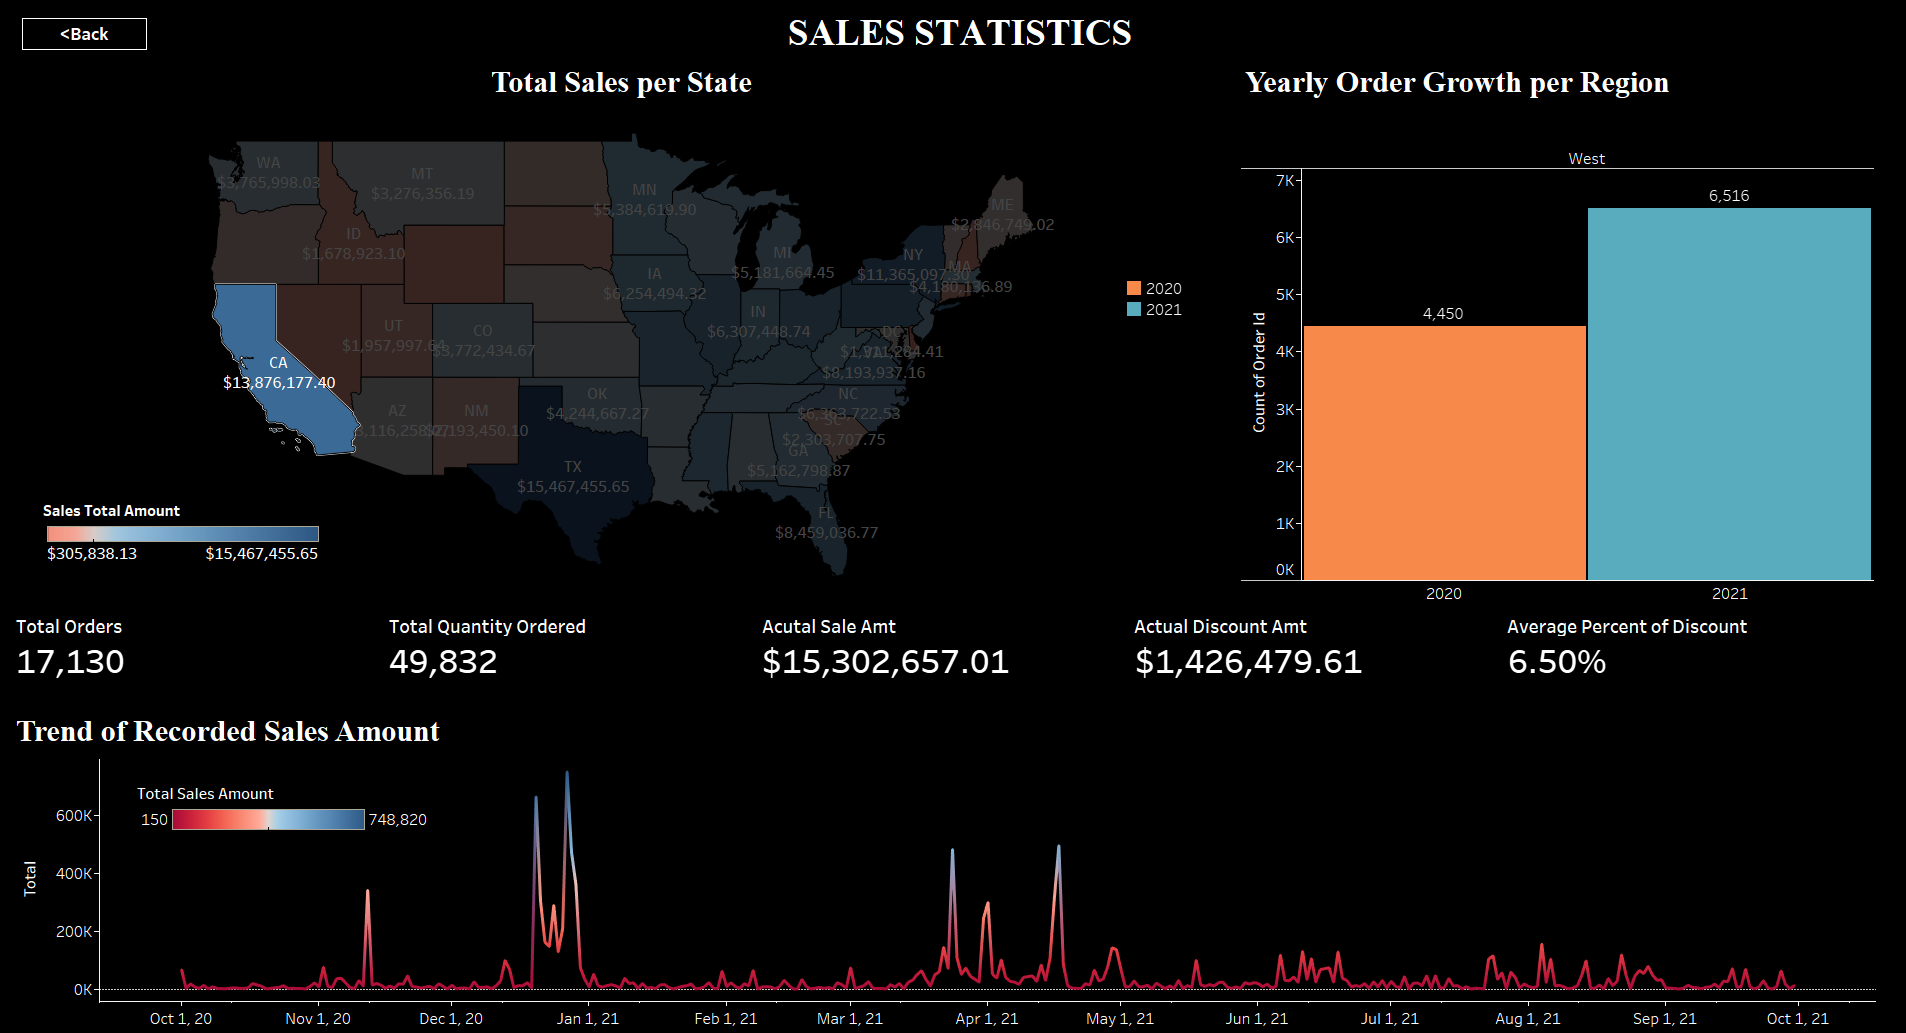 <Back
SALES STATISTICS
Total Sales per State
Yearly Order Growth per Region
WA
$3,765,998.03
MT
$3,276,356.19
MN
$5,384,619.90
ME
$2,846,749.02
ID
$1,678,923.10
MI
$5,181,664.45
NY
$11,365,097.30
MA
$4,180,136.89
IA
$6,254,494.32
IN
$6,307,448.74
UT
$1,957,997.64
CO
$3,772,434.67
DC
VA
$8,193,937.16
CA
$13,876,177.40
AZ
NM
OK
$4,244,667.27
NC
$6,363,722.53
SC
$2,303,707.75
GA
$5,162,798.87
TX
$15,467,455.65
FL
$8,459,036.77
Sales Total Amount
$305,838.13 $15,467,455.65
2020
2021
West
7K
6,516
6K
5K
4,450
4K
3K
2K
1K
0K
Count of Order Id
2020 2021
Total Orders
17,130
Total Quantity Ordered
49,832
Acutal Sale Amt
$15,302,657.01
Actual Discount Amt
$1,426,479.61
Average Percent of Discount
6.50%
Trend of Recorded Sales Amount
Total Sales Amount
150 748,820
600K
400K
200K
0K
Total
Oct 1, 20 Nov 1, 20 Dec 1, 20 Jan 1, 21 Feb 1, 21 Mar 1, 21 Apr 1, 21 May 1, 21 Jun 1, 21 Jul 1, 21 Aug 1, 21 Sep 1, 21 Oct 1, 21